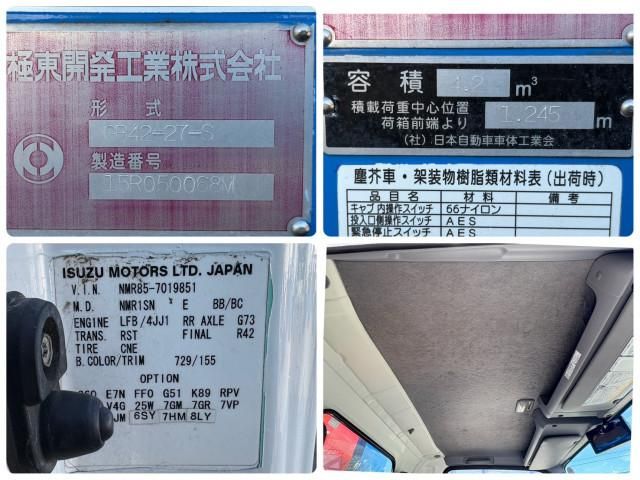 極東開発工業株式会社
形式
GB42-27-S
製造番号
15R050068M
容積 4.2 m³
積載荷重中心位置
荷箱前端より 1.245 m
(社)日本自動車車体工業会
塵芥車・架装物樹脂類材料表(出荷時)
品目名 材料 備考
キャブ内操作スイッチ 66ナイロン
投入口側操作スイッチ AES
緊急停止スイッチ AES
ISUZU MOTORS LTD. JAPAN
V.I.N. NMR85-7019851
M.D. NMR1SN E BB/BC
ENGINE LFB/4JJ1 RR AXLE G73
TRANS. RST FINAL R42
TIRE CNE
B.COLOR/TRIM 729/155
OPTION
E7N FF0 G51 K89 RPV
V4G 25W 7GM 7GR 7VP
JM 6SY 7HM 8LY